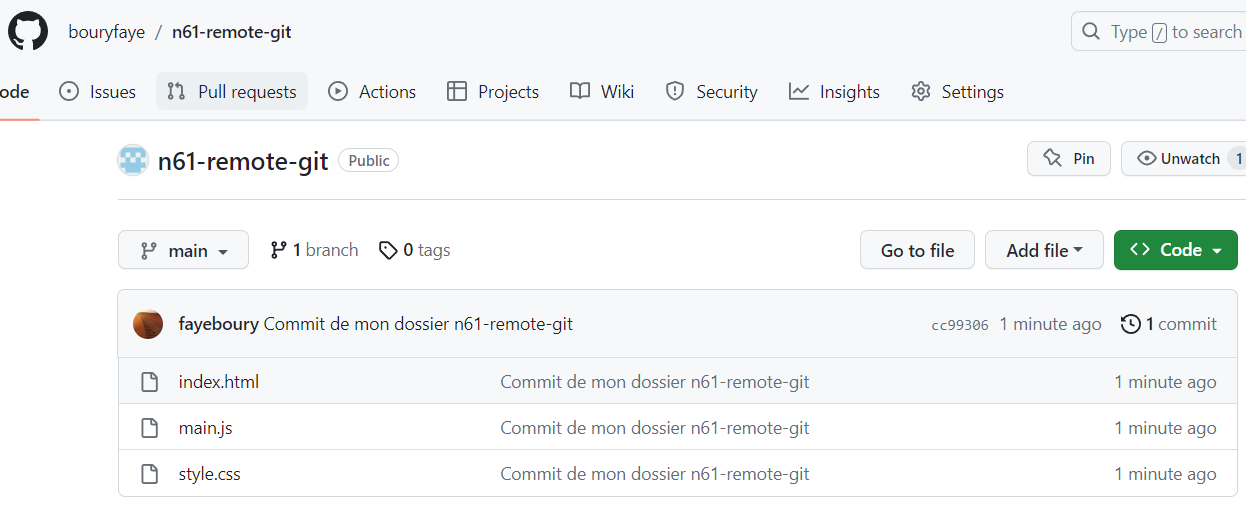 bouryfaye / n61-remote-git Type / to search
ode Issues Pull requests Actions Projects Wiki Security Insights Settings
n61-remote-git Public Pin Unwatch 1
main 1 branch 0 tags Go to file Add file Code
fayeboury Commit de mon dossier n61-remote-git cc99306 1 minute ago 1 commit
index.html Commit de mon dossier n61-remote-git 1 minute ago
main.js Commit de mon dossier n61-remote-git 1 minute ago
style.css Commit de mon dossier n61-remote-git 1 minute ago